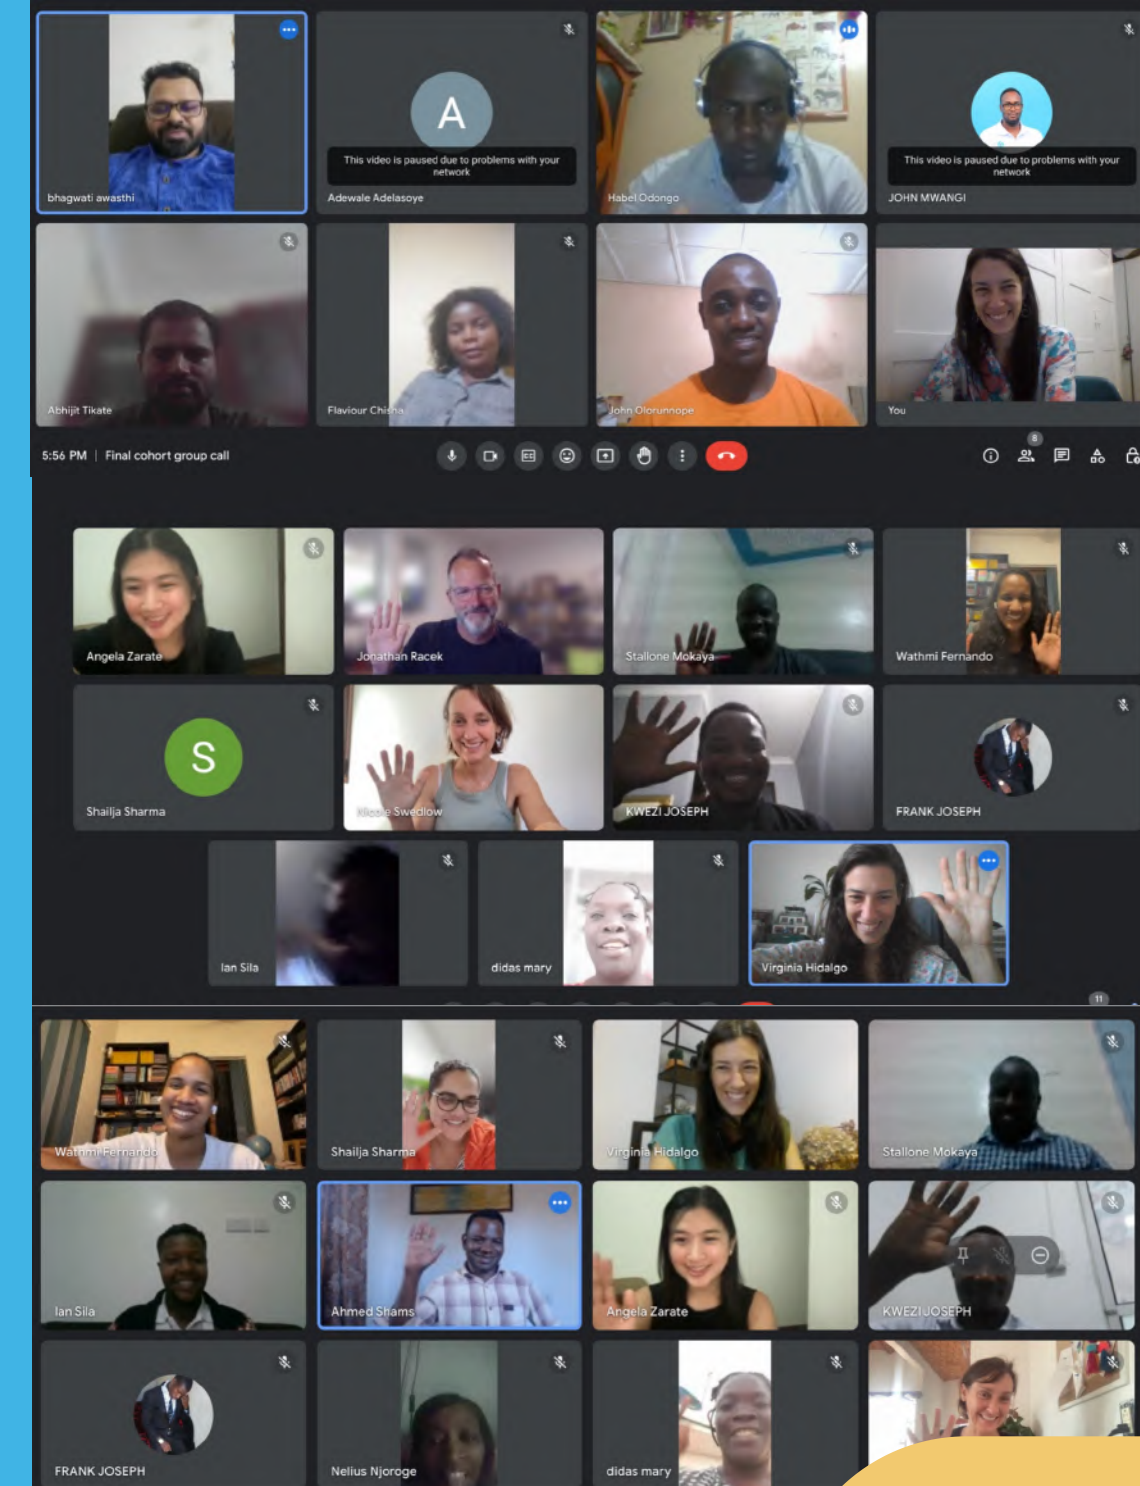 A
This video is paused due to problems with your
network
This video is paused due to problems with your
network
bhagwati awasthi
Adewale Adelasoye
Habel Odongo
JOHN MWANGI
Abhijit Tikate
Flaviour Chisha
John Olorunnope
You
5:56 PM | Final cohort group call
CC
8
Angela Zarate
Jonathan Racek
Stallone Mokaya
Wathmi Fernando
S
Shailja Sharma
Nicole Swedlow
KWEZI JOSEPH
FRANK JOSEPH
Ian Sila
didas mary
Virginia Hidalgo
11
Wathmi Fernando
Shailja Sharma
Virginia Hidalgo
Stallone Mokaya
Ian Sila
Ahmed Shams
Angela Zarate
KWEZI JOSEPH
FRANK JOSEPH
Nelius Njoroge
didas mary